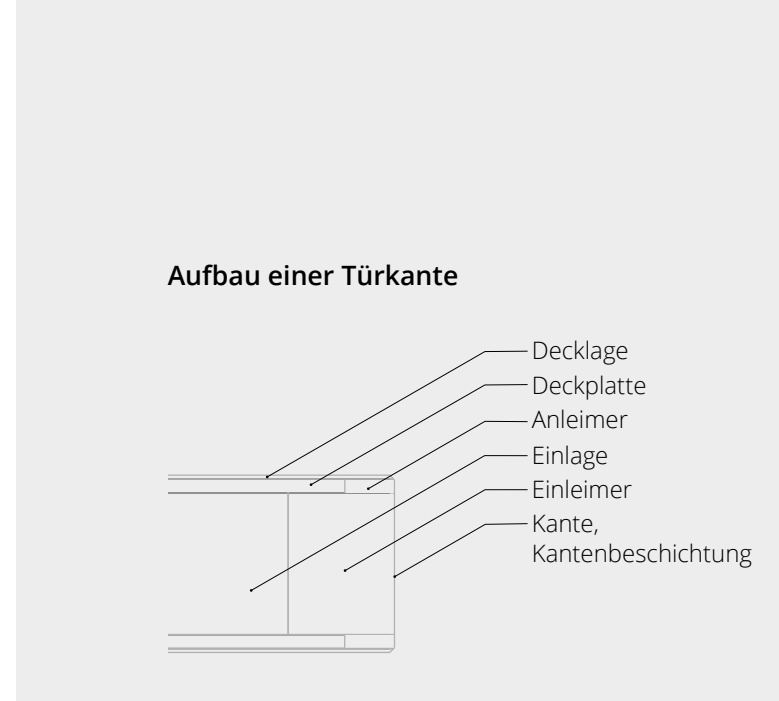 Aufbau einer Türkante
Decklage
Deckplatte
Anleimer
Einlage
Einleimer
Kante,
Kantenbeschichtung